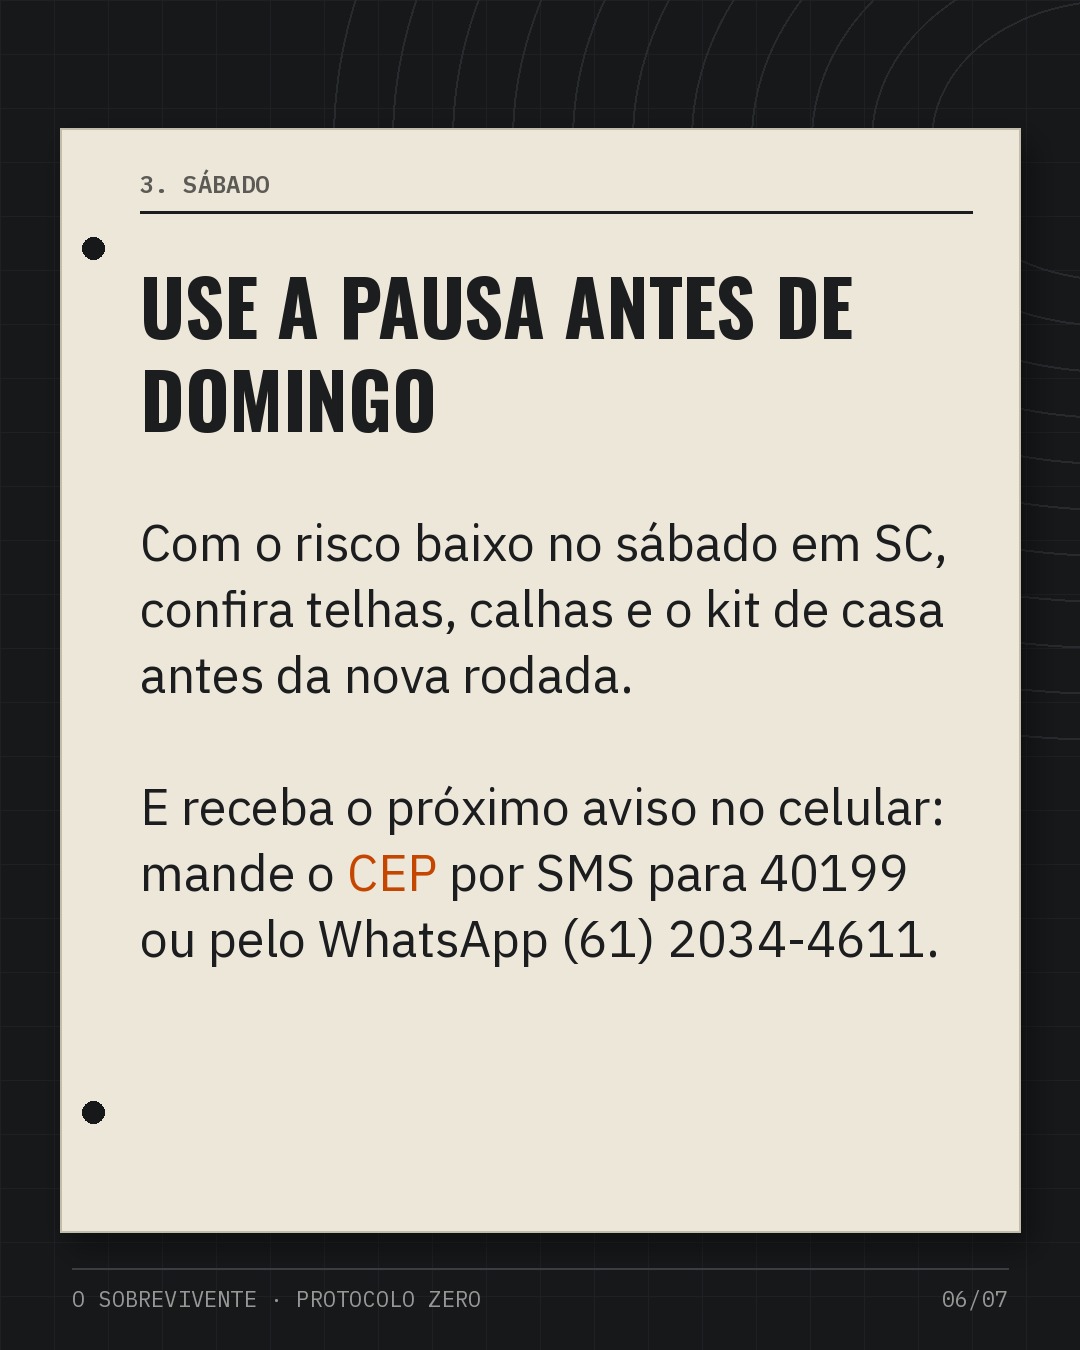 3. SÁBADO
USE A PAUSA ANTES DE
DOMINGO
Com o risco baixo no sábado em SC,
confira telhas, calhas e o kit de casa
antes da nova rodada.
E receba o próximo aviso no celular:
mande o CEP por SMS para 40199
ou pelo WhatsApp (61) 2034-4611.
O SOBREVIVENTE · PROTOCOLO ZERO
06/07